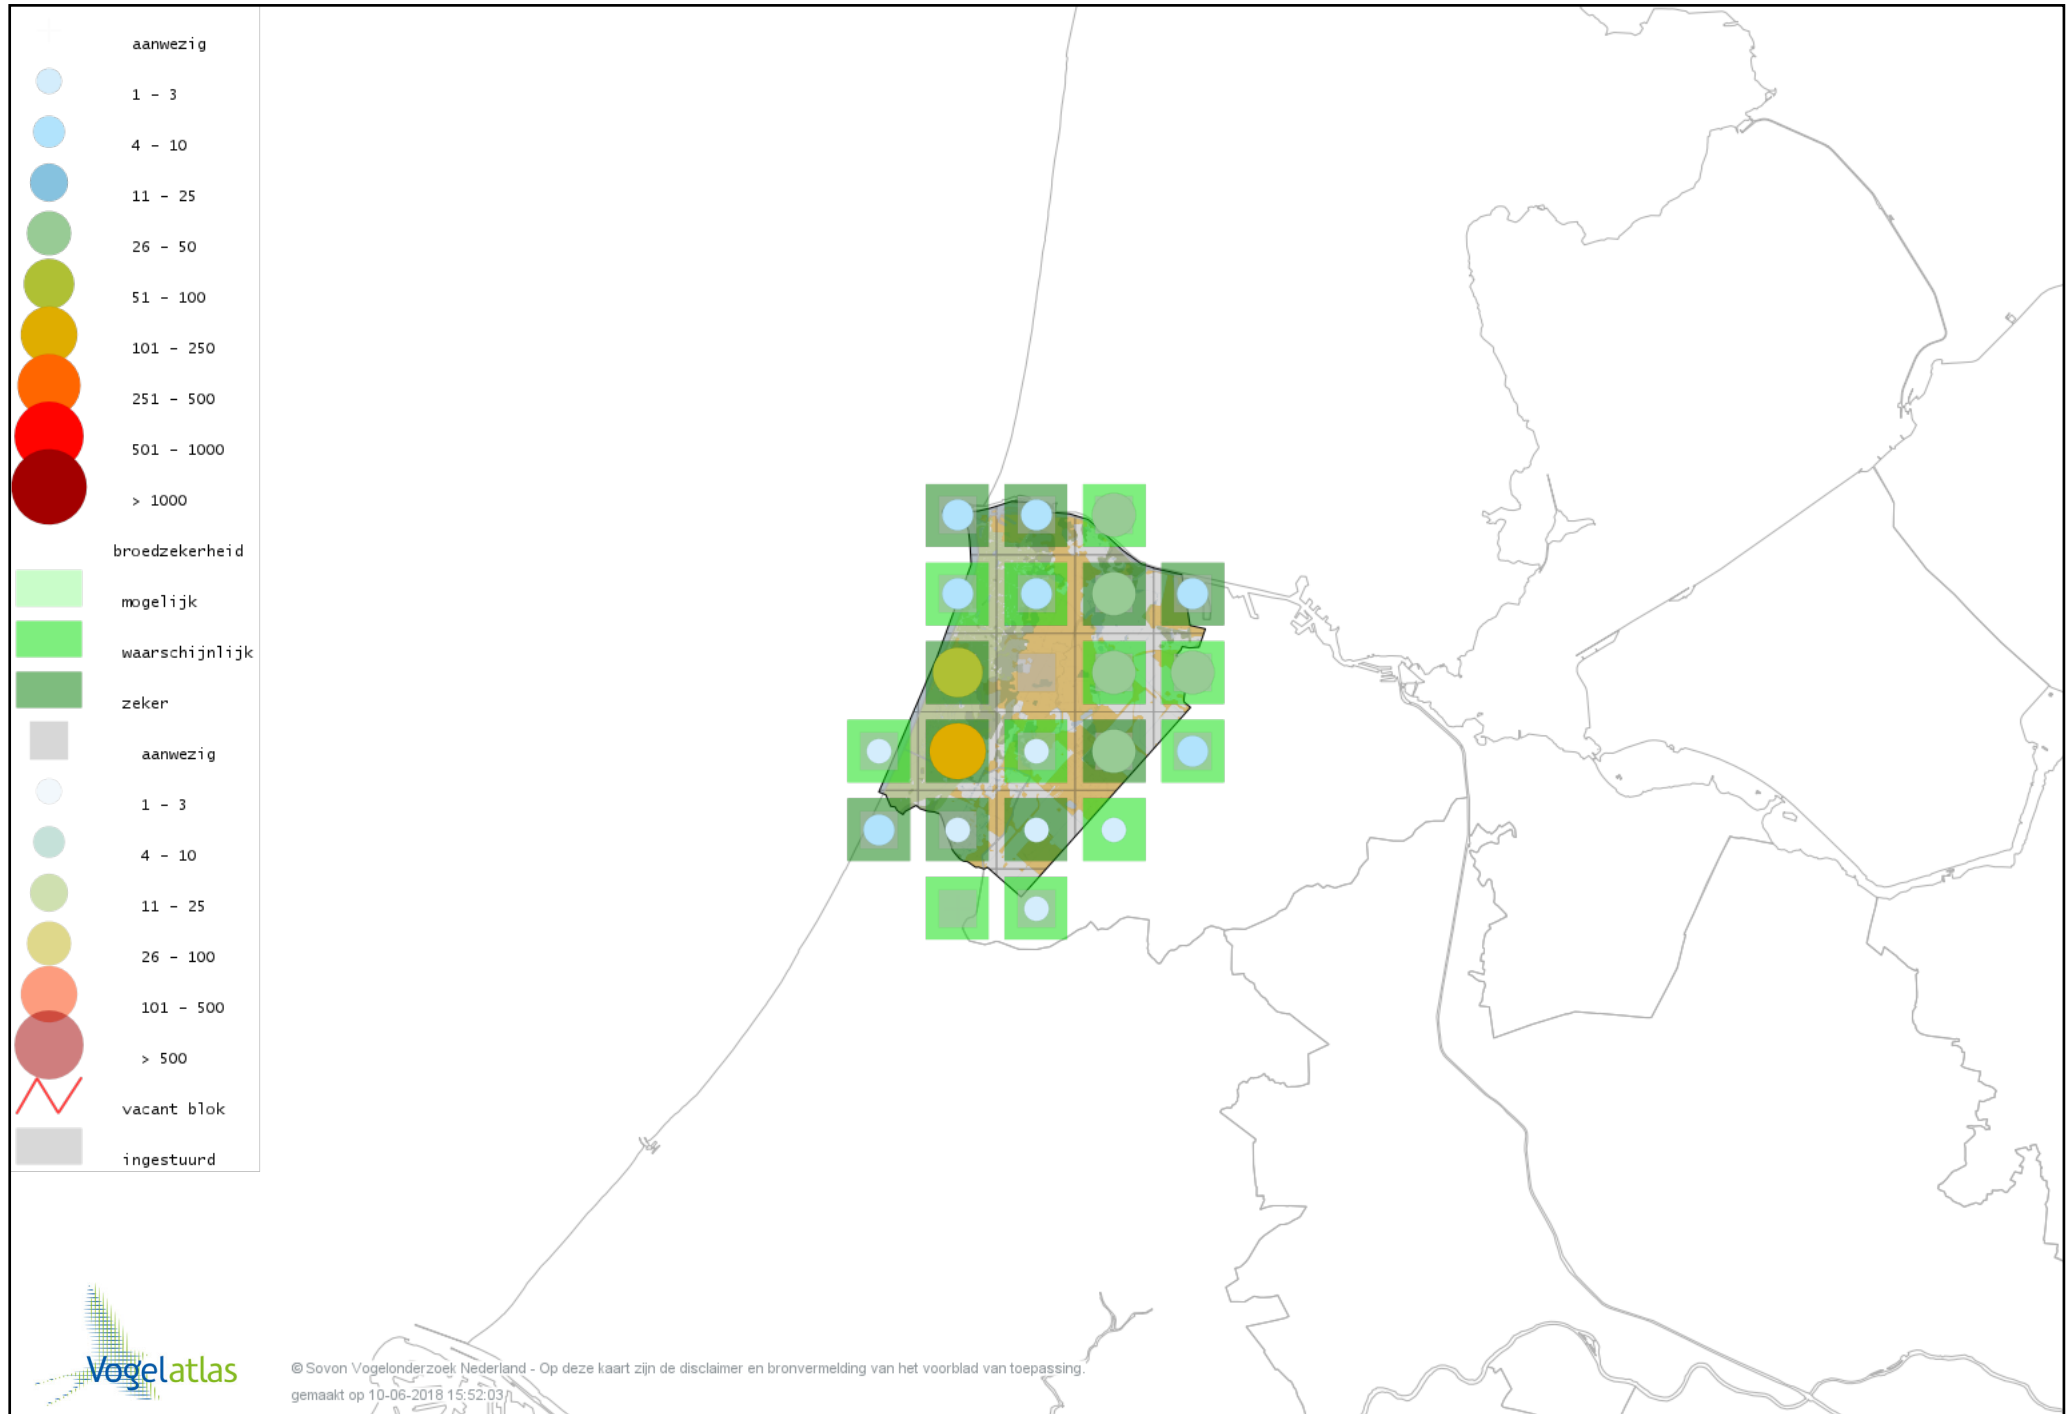 aanwezig
1 - 3
4 - 10
11 - 25
26 - 50
51 - 100
101 - 250
251 - 500
501 - 1000
> 1000
broedzekerheid
mogelijk
waarschijnlijk
zeker
aanwezig
1 - 3
4 - 10
11 - 25
26 - 100
101 - 500
> 500
vacant blok
ingestuurd
Vogelatlas
© Sovon Vogelonderzoek Nederland - Op deze kaart zijn de disclaimer en bronvermelding van het voorblad van toepassing.
gemaakt op 10-06-2018 15:52:03